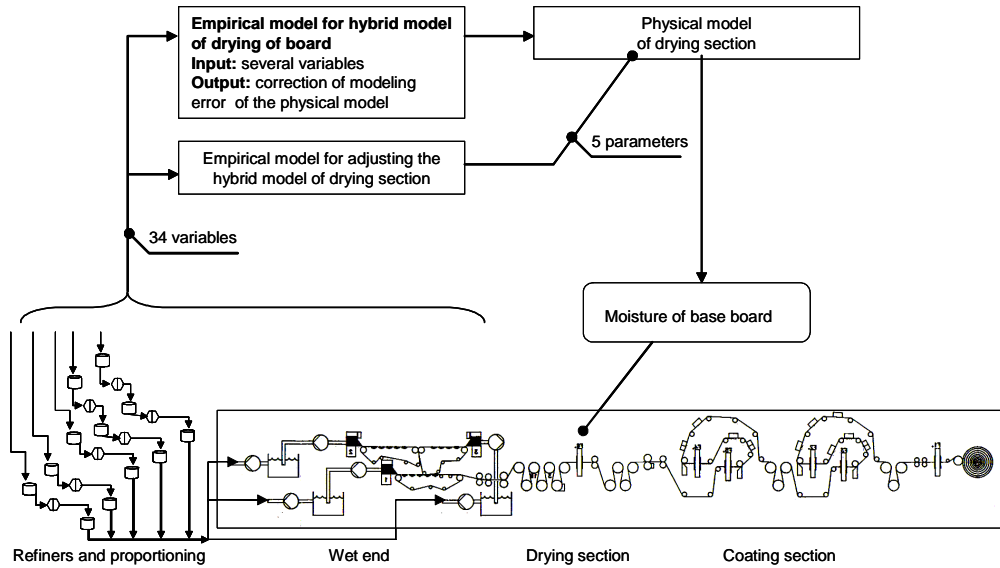 Empirical model for hybrid model
of drying of board
Input: several variables
Output: correction of modeling
error of the physical model
Physical model
of drying section
5 parameters
Empirical model for adjusting the
hybrid model of drying section
34 variables
Moisture of base board
Refiners and proportioning
Wet end
Drying section
Coating section